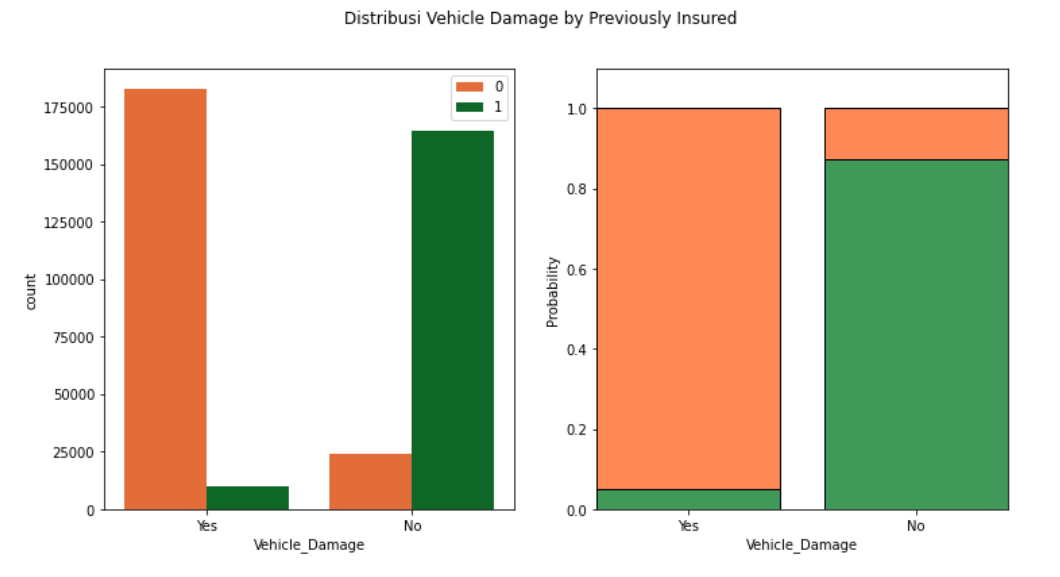 Distribusi Vehicle Damage by Previously Insured
0
1
175000
150000
125000
100000
75000
50000
25000
0
count
Yes
No
Vehicle_Damage
1.0
0.8
0.6
0.4
0.2
0.0
Probability
Yes
No
Vehicle_Damage